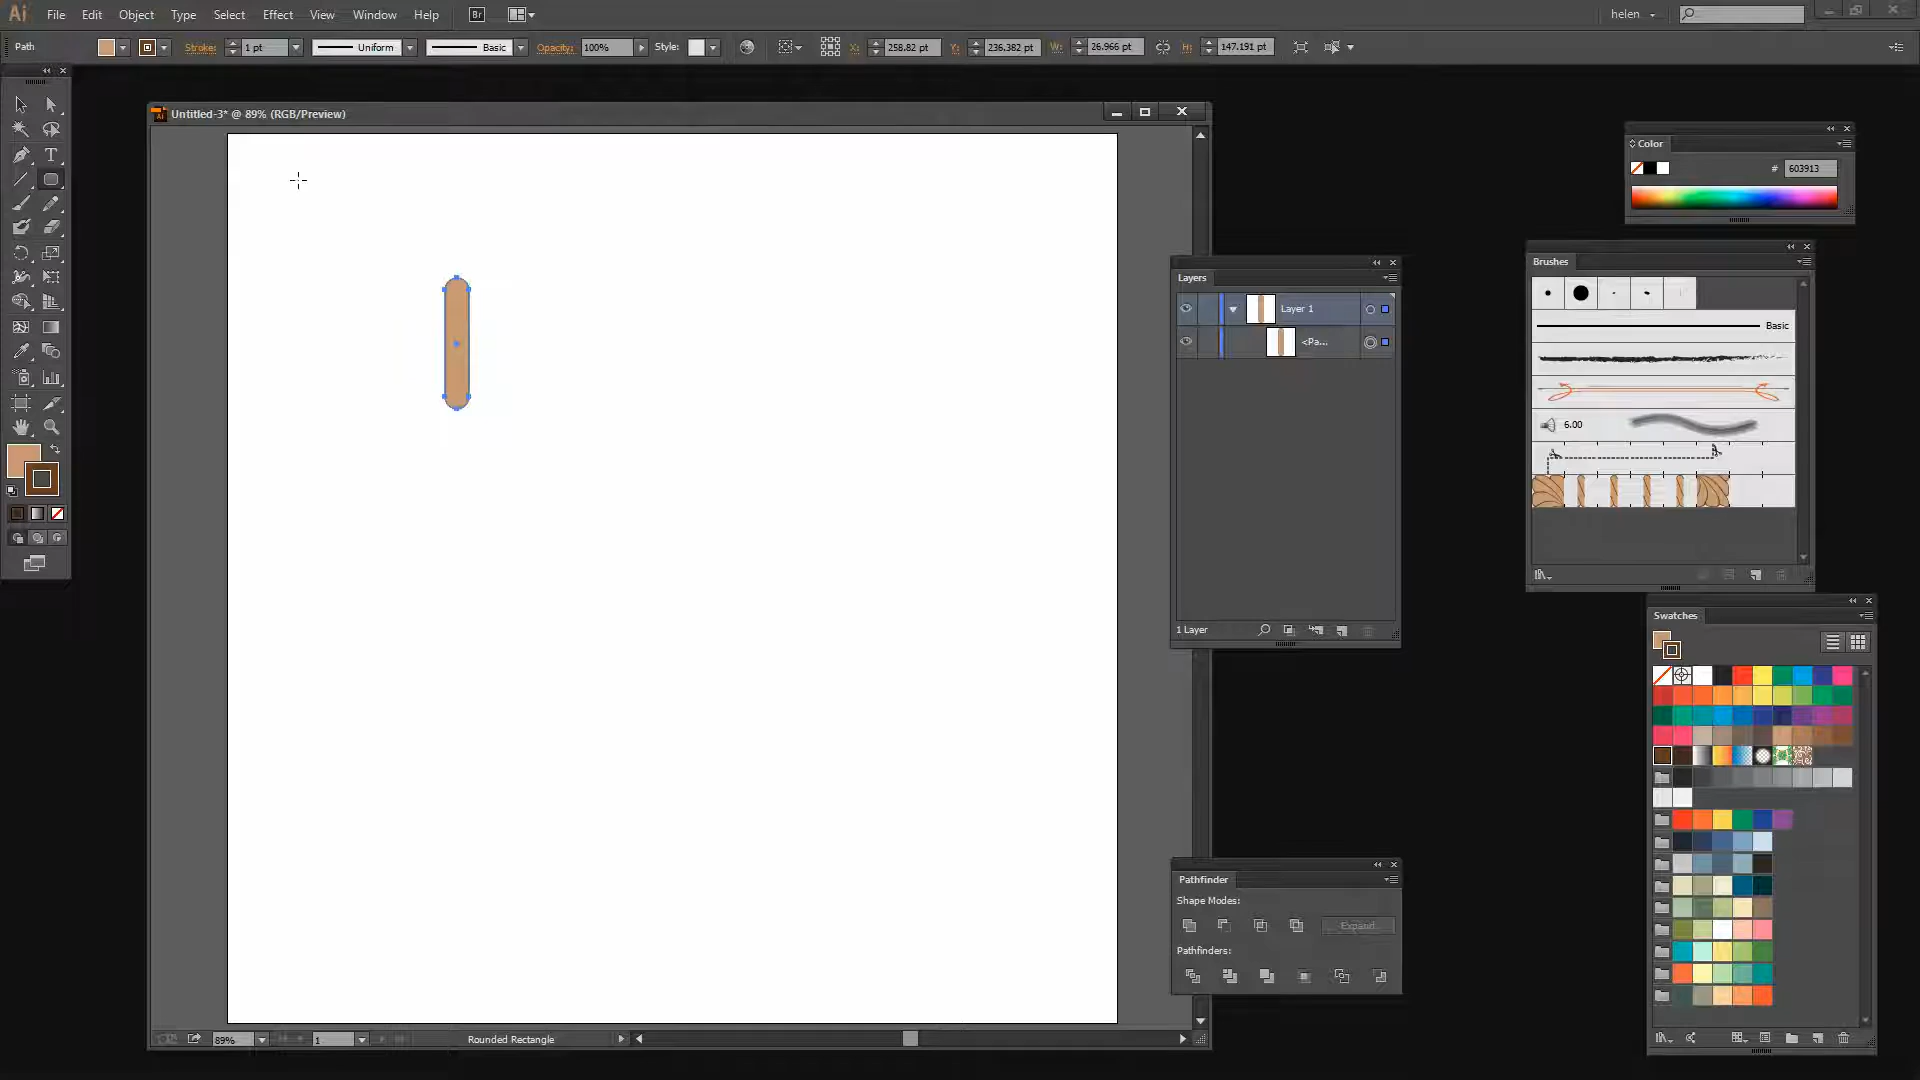 Ai File Edit Object Type Select Effect View Window Help Br helen
Path Stroke: 1 pt Uniform Basic Opacity: 100% Style: X: 258.82 pt Y: 236.382 pt W: 26.966 pt H: 147.191 pt
Untitled-3* @ 89% (RGB/Preview)
Color
# 603913
Brushes
Layers
Layer 1
Basic
<Pa...
6.00
1 Layer
Swatches
Pathfinder
Shape Modes:
Expand
Pathfinders:
89% 1 Rounded Rectangle